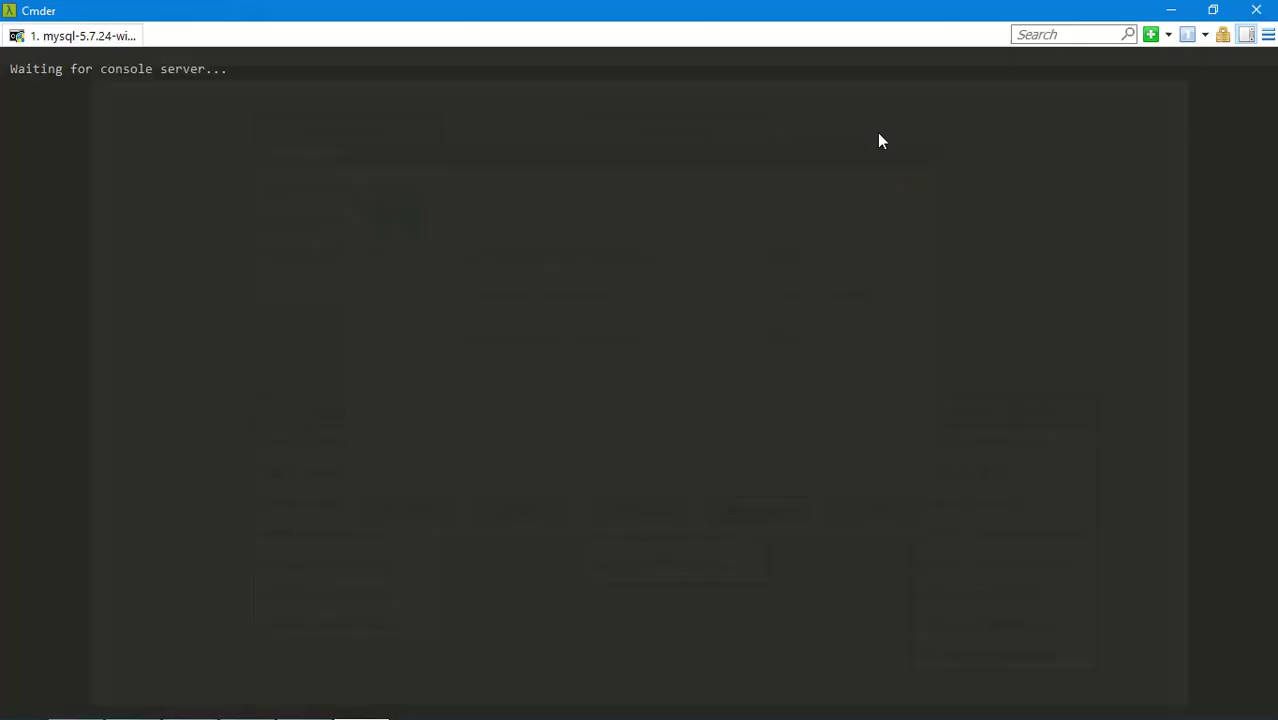 Cmder
1. mysql-5.7.24-wi...
Search
Waiting for console server...